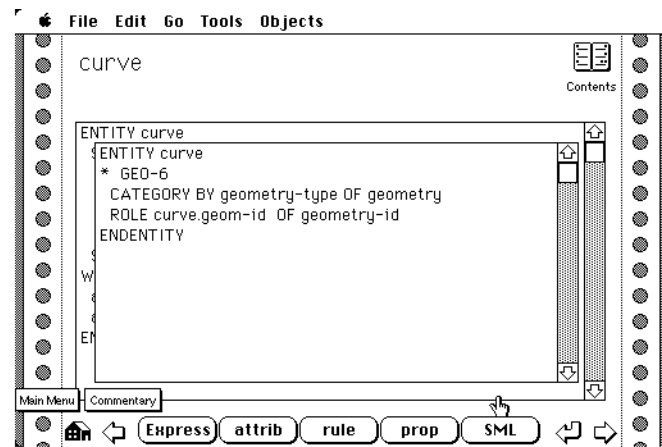 File Edit Go Tools Objects
curve
Contents
ENTITY curve
ENTITY curve
* GEO-6
CATEGORY BY geometry-type OF geometry
ROLE curve.geom-id OF geometry-id
ENDENTITY
Main Menu
Commentary
Express
attrib
rule
prop
SML